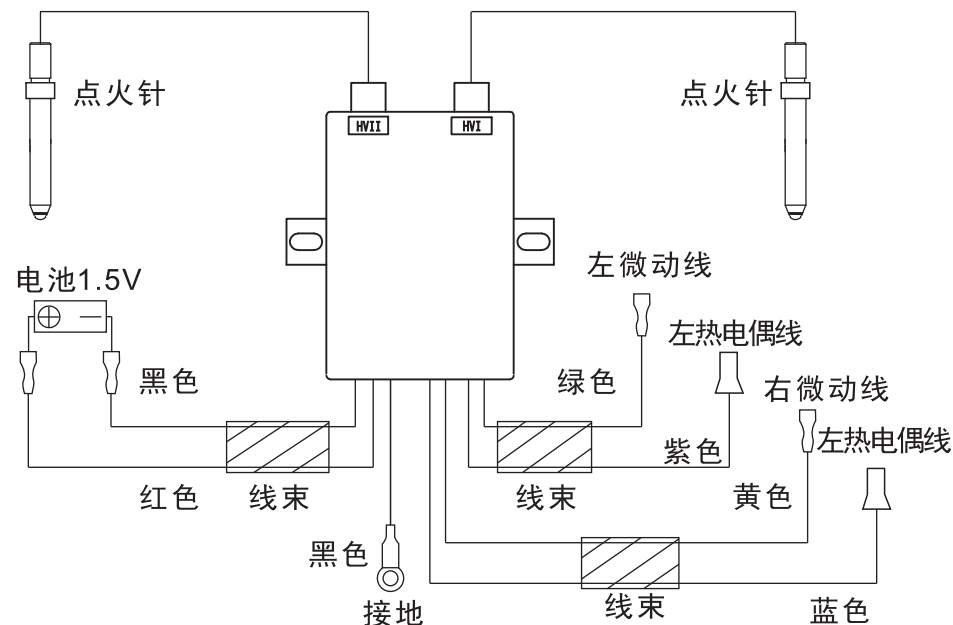 点火针
点火针
HVII
HVI
左微动线
电池1.5V
左热电偶线
黑色
绿色
右微动线
左热电偶线
紫色
红色
线束
线束
黄色
黑色
接地
线束
蓝色